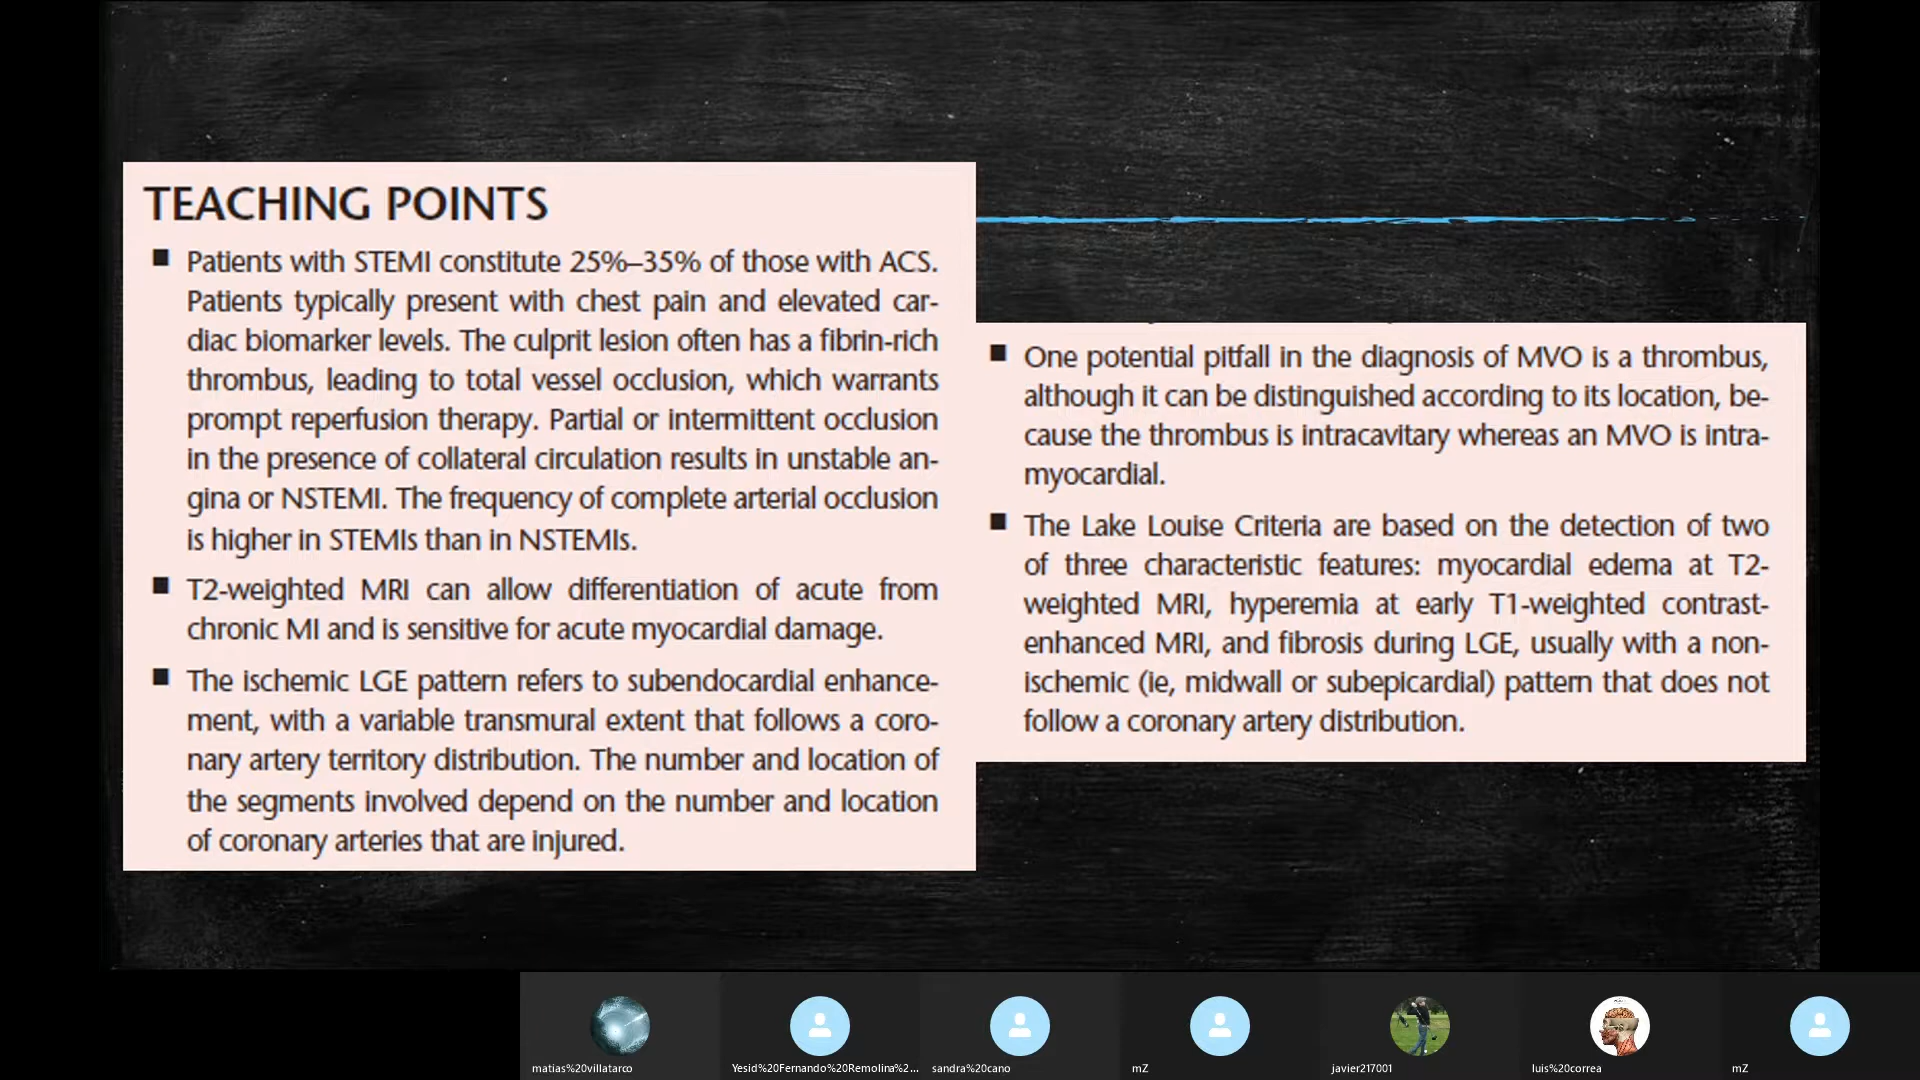 TEACHING POINTS
■ Patients with STEMI constitute 25%–35% of those with ACS.
Patients typically present with chest pain and elevated car-
diac biomarker levels. The culprit lesion often has a fibrin-rich
thrombus, leading to total vessel occlusion, which warrants
prompt reperfusion therapy. Partial or intermittent occlusion
in the presence of collateral circulation results in unstable an-
gina or NSTEMI. The frequency of complete arterial occlusion
is higher in STEMIs than in NSTEMIs.
■ T2-weighted MRI can allow differentiation of acute from
chronic MI and is sensitive for acute myocardial damage.
■ The ischemic LGE pattern refers to subendocardial enhance-
ment, with a variable transmural extent that follows a coro-
nary artery territory distribution. The number and location of
the segments involved depend on the number and location
of coronary arteries that are injured.
■ One potential pitfall in the diagnosis of MVO is a thrombus,
although it can be distinguished according to its location, be-
cause the thrombus is intracavitary whereas an MVO is intra-
myocardial.
■ The Lake Louise Criteria are based on the detection of two
of three characteristic features: myocardial edema at T2-
weighted MRI, hyperemia at early T1-weighted contrast-
enhanced MRI, and fibrosis during LGE, usually with a non-
ischemic (ie, midwall or subepicardial) pattern that does not
follow a coronary artery distribution.
matias%20villatarco
Yesid%20Fernando%20Remolina%2...
sandra%20cano
mZ
javier217001
luis%20correa
mZ